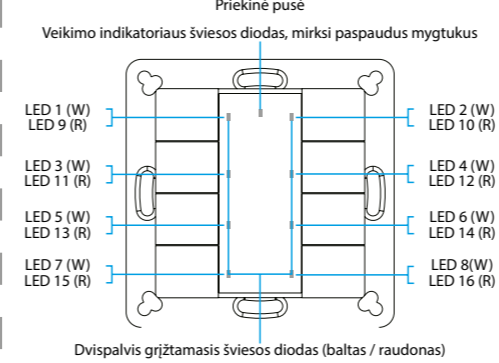 Priekinė pusė
Veikimo indikatoriaus šviesos diodas, mirksi paspaudus mygtukus
LED 1 (W)
LED 9 (R)
LED 2 (W)
LED 10 (R)
LED 3 (W)
LED 11 (R)
LED 4 (W)
LED 12 (R)
LED 5 (W)
LED 13 (R)
LED 6 (W)
LED 14 (R)
LED 7 (W)
LED 15 (R)
LED 8(W)
LED 16 (R)
Dvispalvis grįžtamasis šviesos diodas (baltas / raudonas)